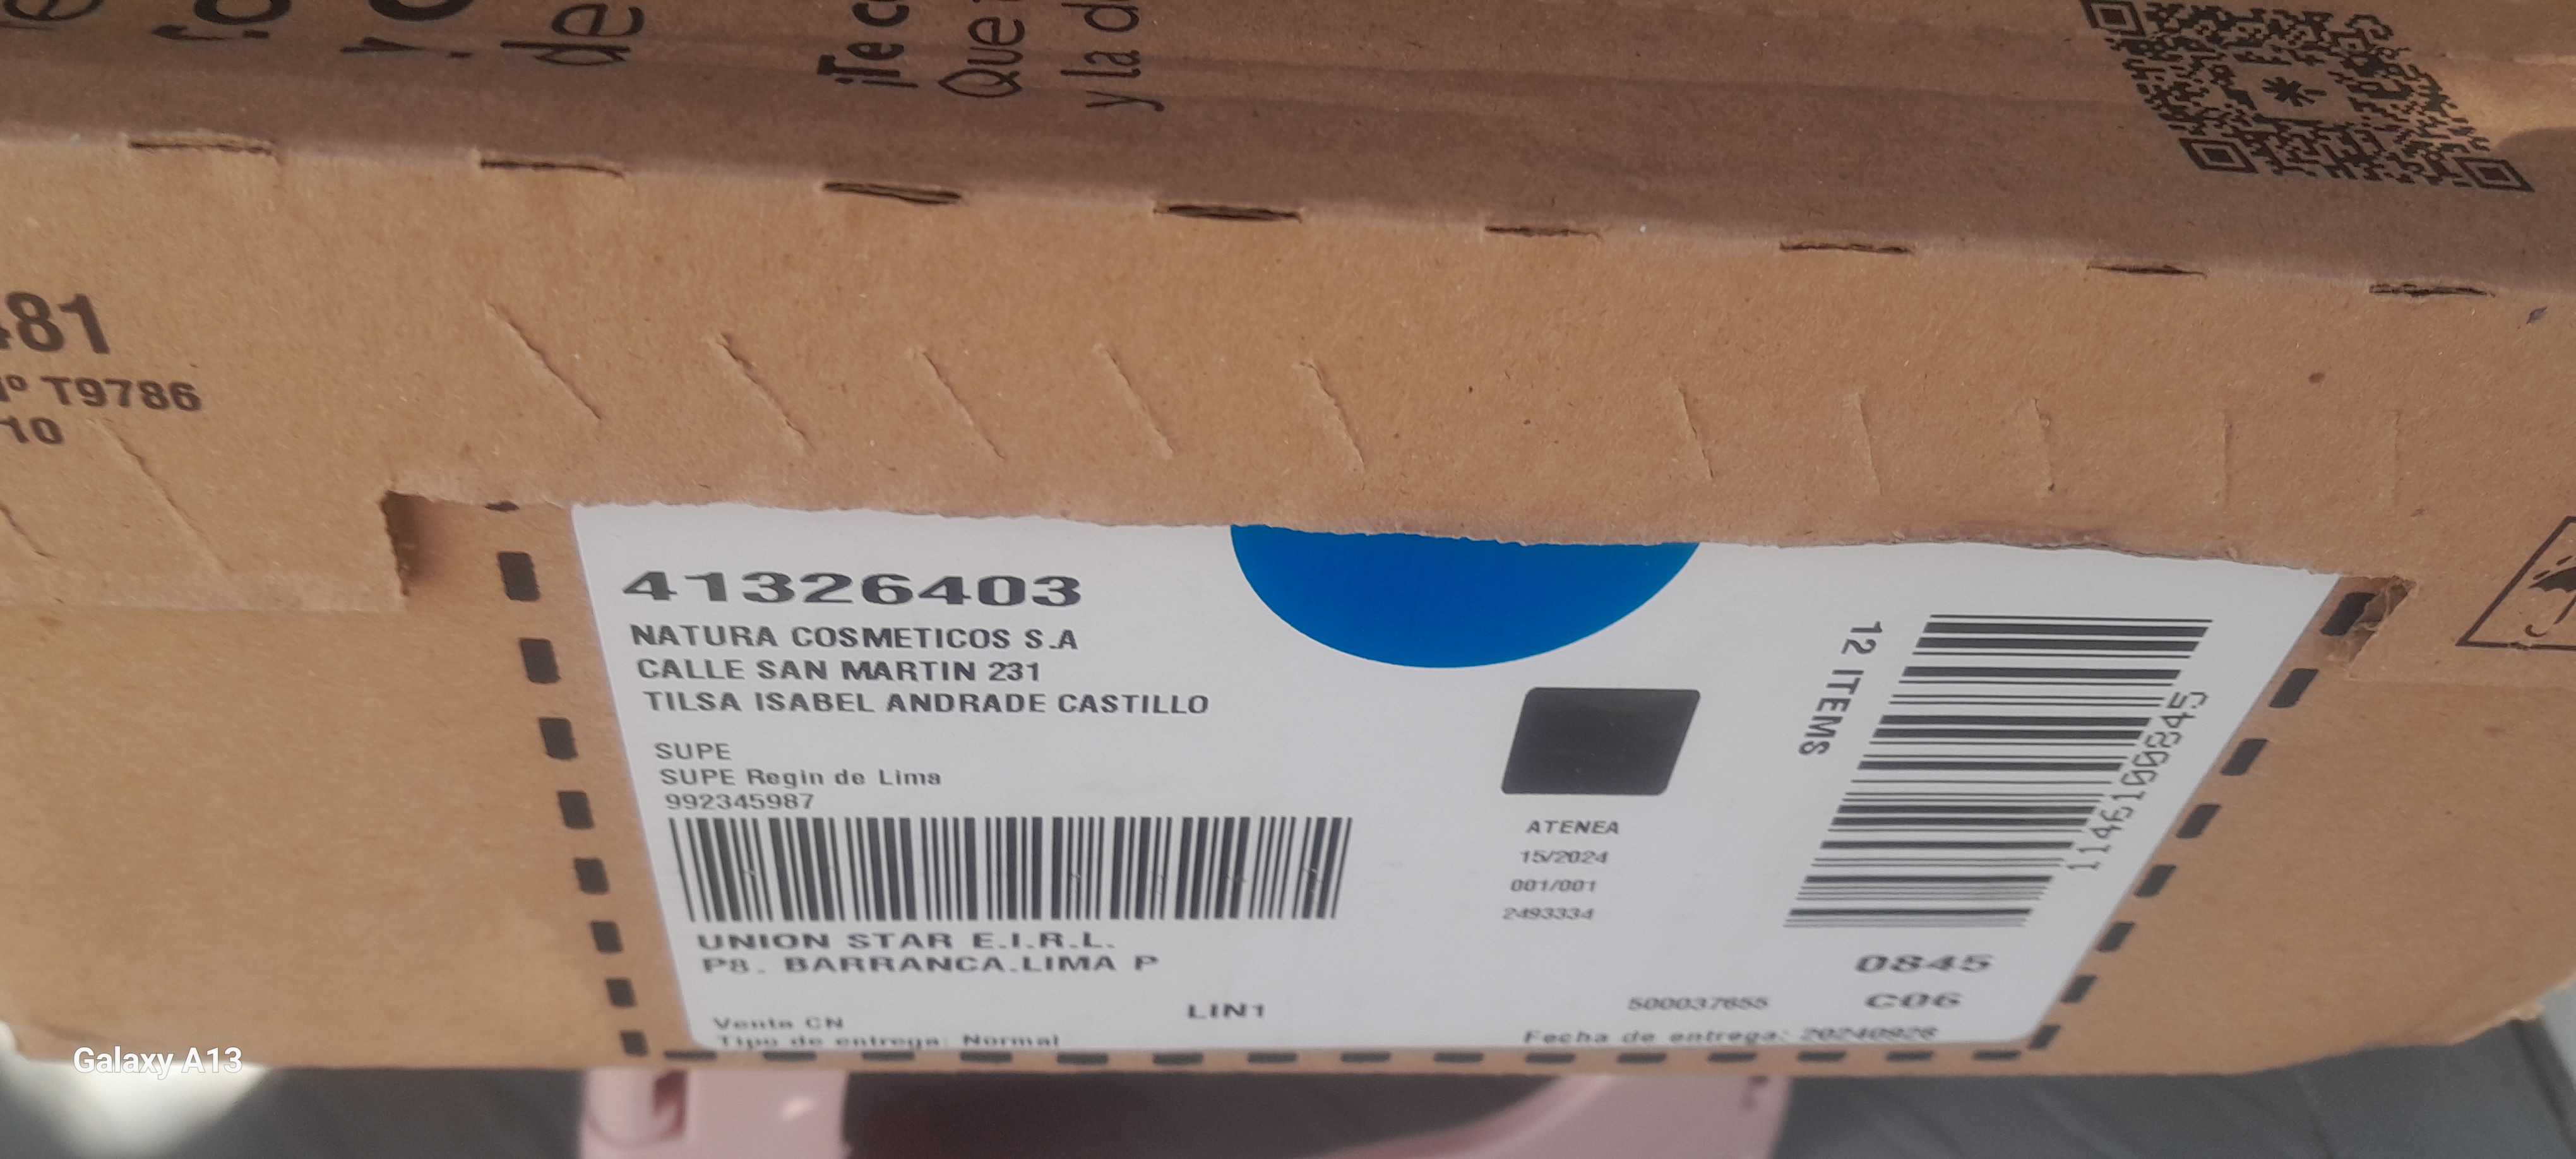 de
¡Te c
Que
y la d
481
Nº T9786
10
41326403
NATURA COSMETICOS S.A
CALLE SAN MARTIN 231
TILSA ISABEL ANDRADE CASTILLO
SUPE
SUPE Regin de Lima
992345987
UNION STAR E.I.R.L.
P8. BARRANCA.LIMA P
LIN1
Venta CN
Tipo de entrega: Normal
ATENEA
15/2024
001/001
2493334
12 ITEMS
1146100845
0845
500037655
C06
Fecha de entrega: 20240926
Galaxy A13